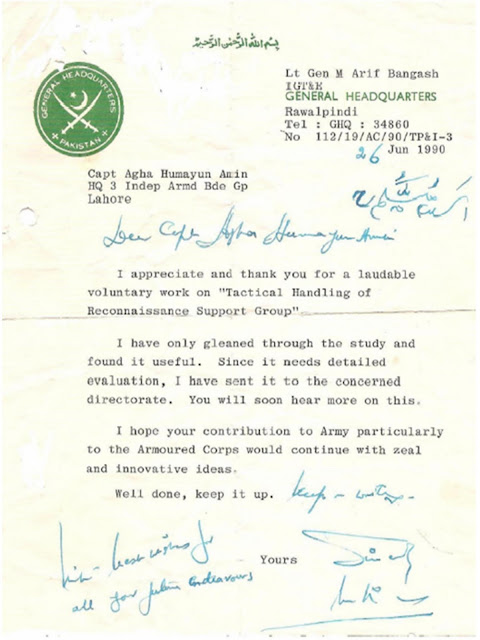 بسم الله الرحمن الرحيم
GENERAL HEADQUARTERS
PAKISTAN
Lt Gen M Arif Bangash
IGT&E
GENERAL HEADQUARTERS
Rawalpindi
Tel : GHQ : 34860
No 112/19/AC/90/TP&I-3
26 Jun 1990
Capt Agha Humayun Amin
HQ 3 Indep Armd Bde Gp
Lahore
Dear Capt Agha Humayun Amin
I appreciate and thank you for a laudable
voluntary work on "Tactical Handling of
Reconnaissance Support Group"
I have only gleaned through the study and
found it useful. Since it needs detailed
evaluation, I have sent it to the concerned
directorate. You will soon hear more on this.
I hope your contribution to Army particularly
to the Armoured Corps would continue with zeal
and innovative ideas.
Well done, keep it up. keep - writing -
With best wishes for
all your future endeavours
Yours Sincerely